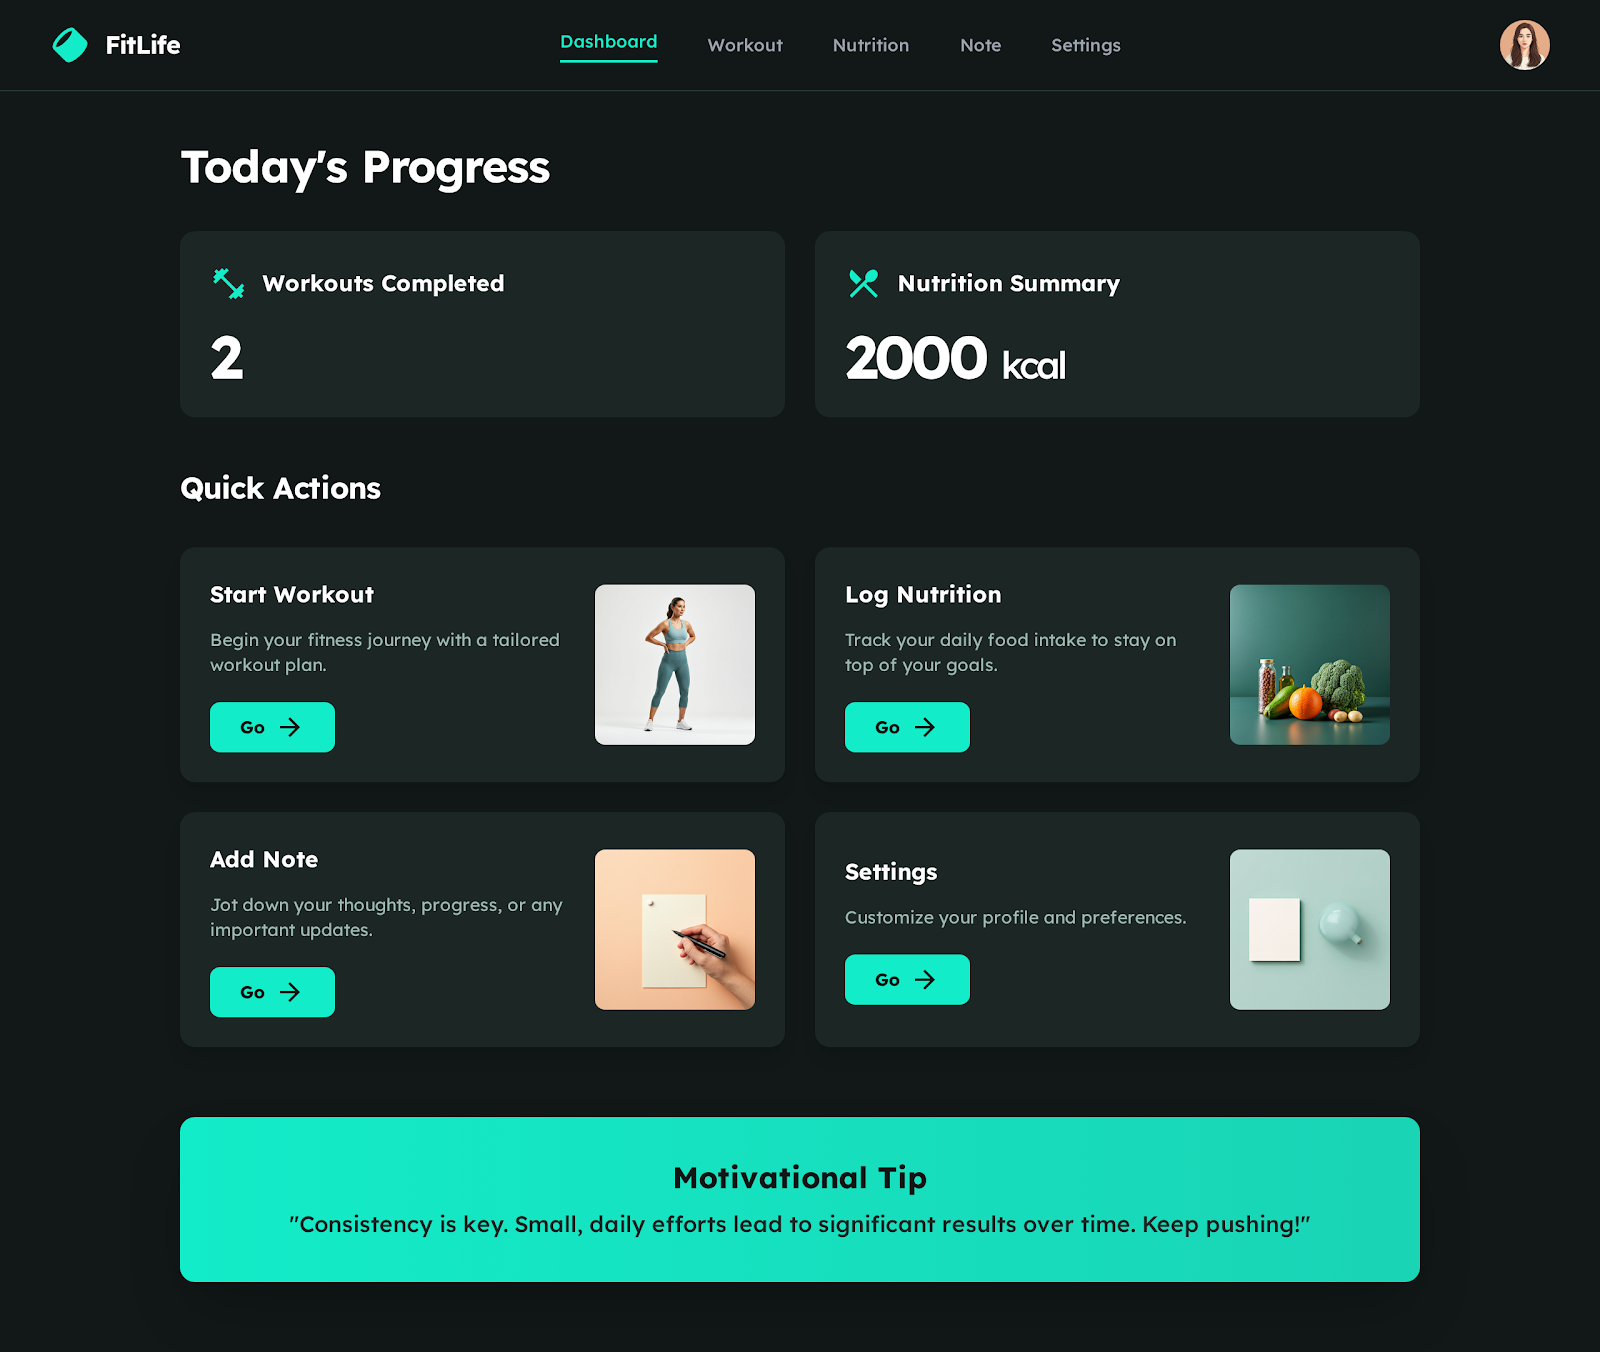 FitLife
Dashboard
Workout
Nutrition
Note
Settings
Today's Progress
Workouts Completed
2
Nutrition Summary
2000 kcal
Quick Actions
Start Workout
Begin your fitness journey with a tailored
workout plan.
Go
Log Nutrition
Track your daily food intake to stay on
top of your goals.
Go
Add Note
Jot down your thoughts, progress, or any
important updates.
Go
Settings
Customize your profile and preferences.
Go
Motivational Tip
"Consistency is key. Small, daily efforts lead to significant results over time. Keep pushing!"